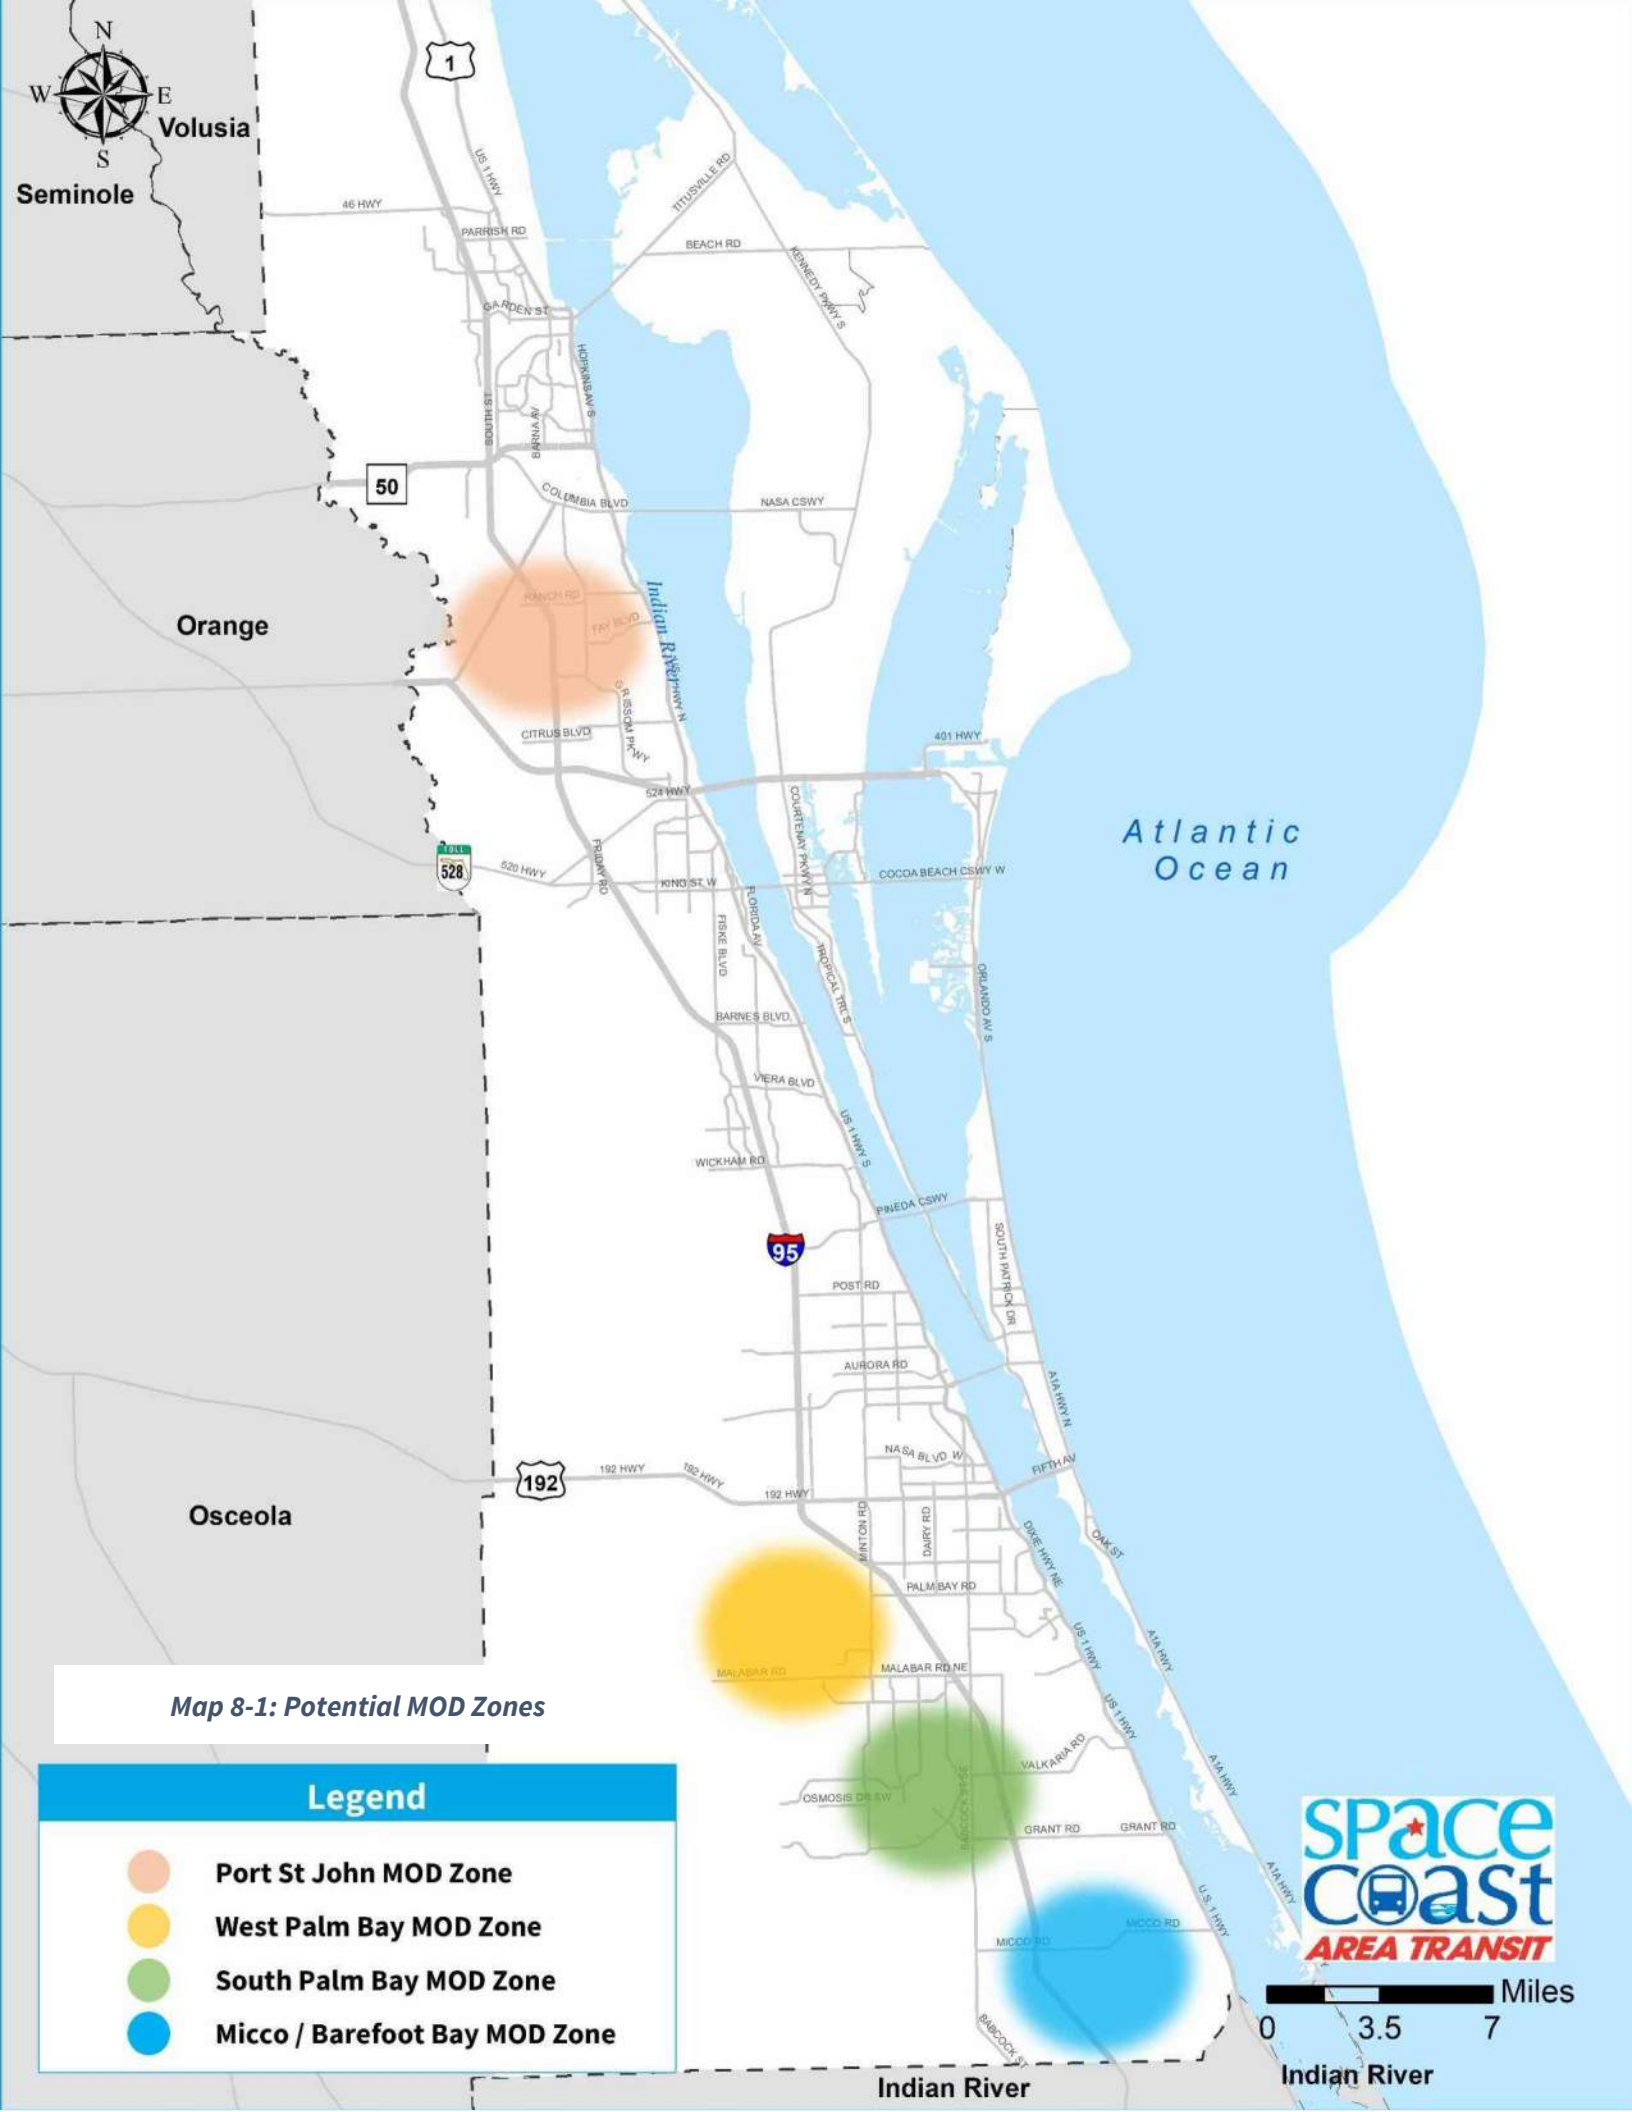 N
W
E
S
1
Volusia
Seminole
US 1 HWY
46 HWY
TITUSVILLE RD
PARRISH RD
BEACH RD
KENNEDY PKWY S
GARDEN ST
HOPKINS AV S
SOUTH ST
BARNA AV
50
COLUMBIA BLVD
NASA CSWY
Orange
RANCH RD
FAY BLVD
Indian River
HWY N
GRISSOM PKWY
CITRUS BLVD
401 HWY
524 HWY
COURTENAY PKWY N
Atlantic
Ocean
TOLL
528
520 HWY
FRIDAY RD
KING ST W
COCOA BEACH CSWY W
FLORIDA AV
FISKE BLVD
TROPICAL TRL S
ORLANDO AV S
BARNES BLVD
VIERA BLVD
US 1 HWY S
WICKHAM RD
PINEDA CSWY
95
SOUTH PATRICK DR
POST RD
AURORA RD
A1A HWY N
NASA BLVD W
FIFTH AV
192
192 HWY
192 HWY
192 HWY
Osceola
MINTON RD
DAIRY RD
DIXIE HWY NE
OAK ST
PALM BAY RD
US 1 HWY
A1A HWY
MALABAR RD
MALABAR RD NE
Map 8-1: Potential MOD Zones
US 1 HWY
VALKARIA RD
A1A HWY
OSMOSIS DR SW
BABCOCK ST SE
GRANT RD
GRANT RD
Legend
Port St John MOD Zone
West Palm Bay MOD Zone
South Palm Bay MOD Zone
Micco / Barefoot Bay MOD Zone
A1A HWY
U.S. 1 HWY
MICCO RD
MICCO RD
BABCOCK ST
SPACE
COAST
AREA TRANSIT
Miles
0
3.5
7
Indian River
Indian River